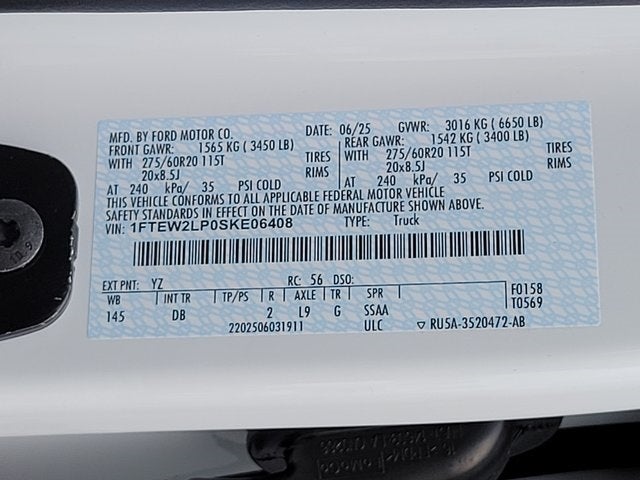 MFD. BY FORD MOTOR CO.
DATE: 06/25 GVWR: 3016 KG ( 6650 LB)
FRONT GAWR: 1565 KG ( 3450 LB)
WITH 275/60R20 115T TIRES
20x8.5J RIMS
AT 240 kPa/ 35 PSI COLD
REAR GAWR: 1542 KG ( 3400 LB)
WITH 275/60R20 115T TIRES
20x8.5J RIMS
AT 240 kPa/ 35 PSI COLD
THIS VEHICLE CONFORMS TO ALL APPLICABLE FEDERAL MOTOR VEHICLE
SAFETY STANDARDS IN EFFECT ON THE DATE OF MANUFACTURE SHOWN ABOVE.
VIN: 1FTEW2LP0SKE06408 TYPE: Truck
EXT PNT: YZ RC: 56 DSO:
WB INT TR TP/PS R AXLE TR SPR
145 DB 2 L9 G SSAA
F0158
T0569
2202506031911 ULC ▽ RU5A-3520472-AB